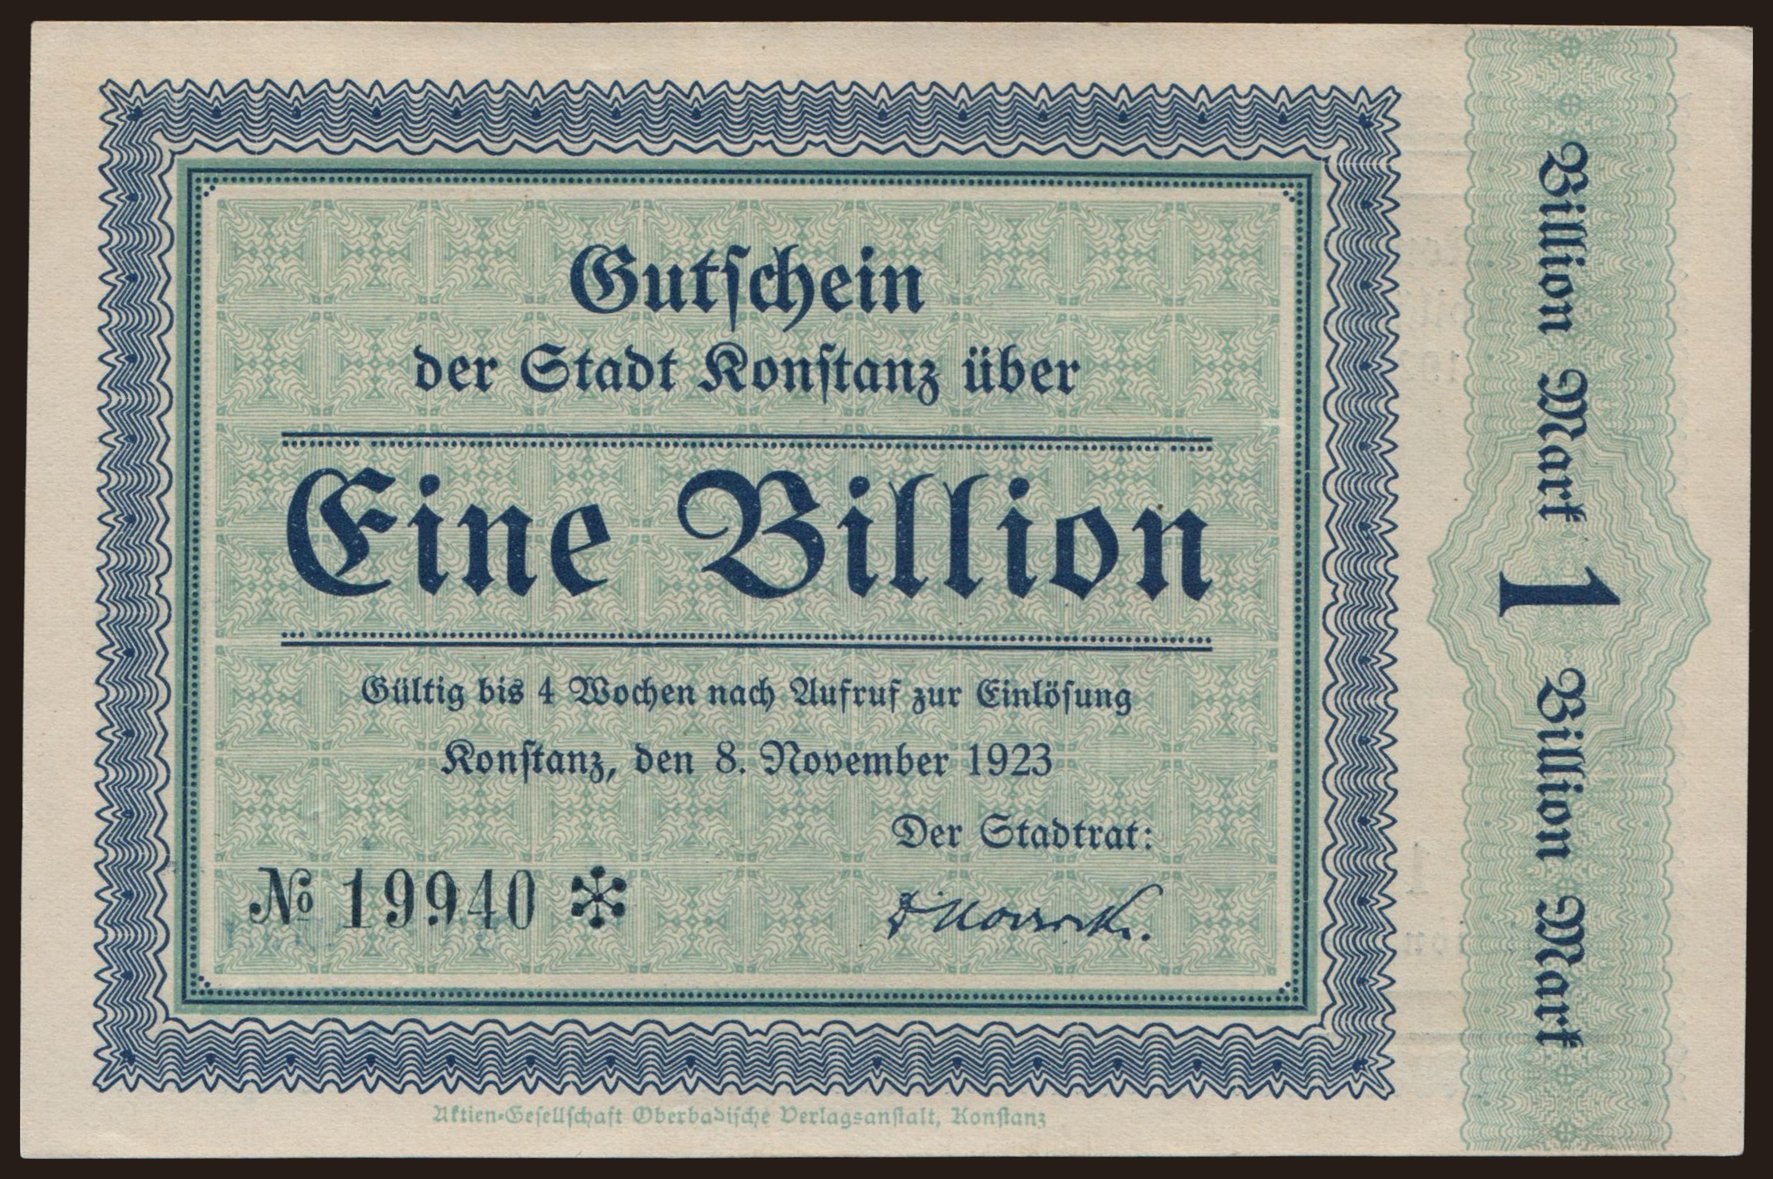 Gutschein
der Stadt Konstanz über
Eine Billion
Gültig bis 4 Wochen nach Aufruf zur Einlösung
Konstanz, den 8. November 1923
Der Stadtrat:
№ 19940
Aktien-Gesellschaft Oberbadische Verlagsanstalt, Konstanz
Billion Mark 1 Billion Mark